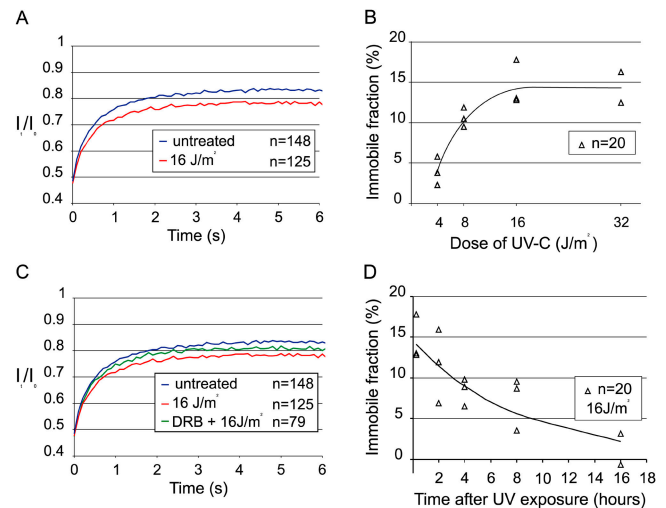 A
1
0.9
0.8
0.7
0.6
0.5
0.4
It/I0
0 1 2 3 4 5 6
Time (s)
untreated n=148
16 J/m² n=125
B
20
15
10
5
0
Immobile fraction (%)
4 8 16 32
Dose of UV-C (J/m²)
n=20
C
1
0.9
0.8
0.7
0.6
0.5
0.4
It/I0
0 1 2 3 4 5 6
Time (s)
untreated n=148
16 J/m² n=125
DRB + 16J/m² n=79
D
20
15
10
5
0
Immobile fraction (%)
2 4 6 8 10 12 14 16 18
Time after UV exposure (hours)
n=20
16J/m²